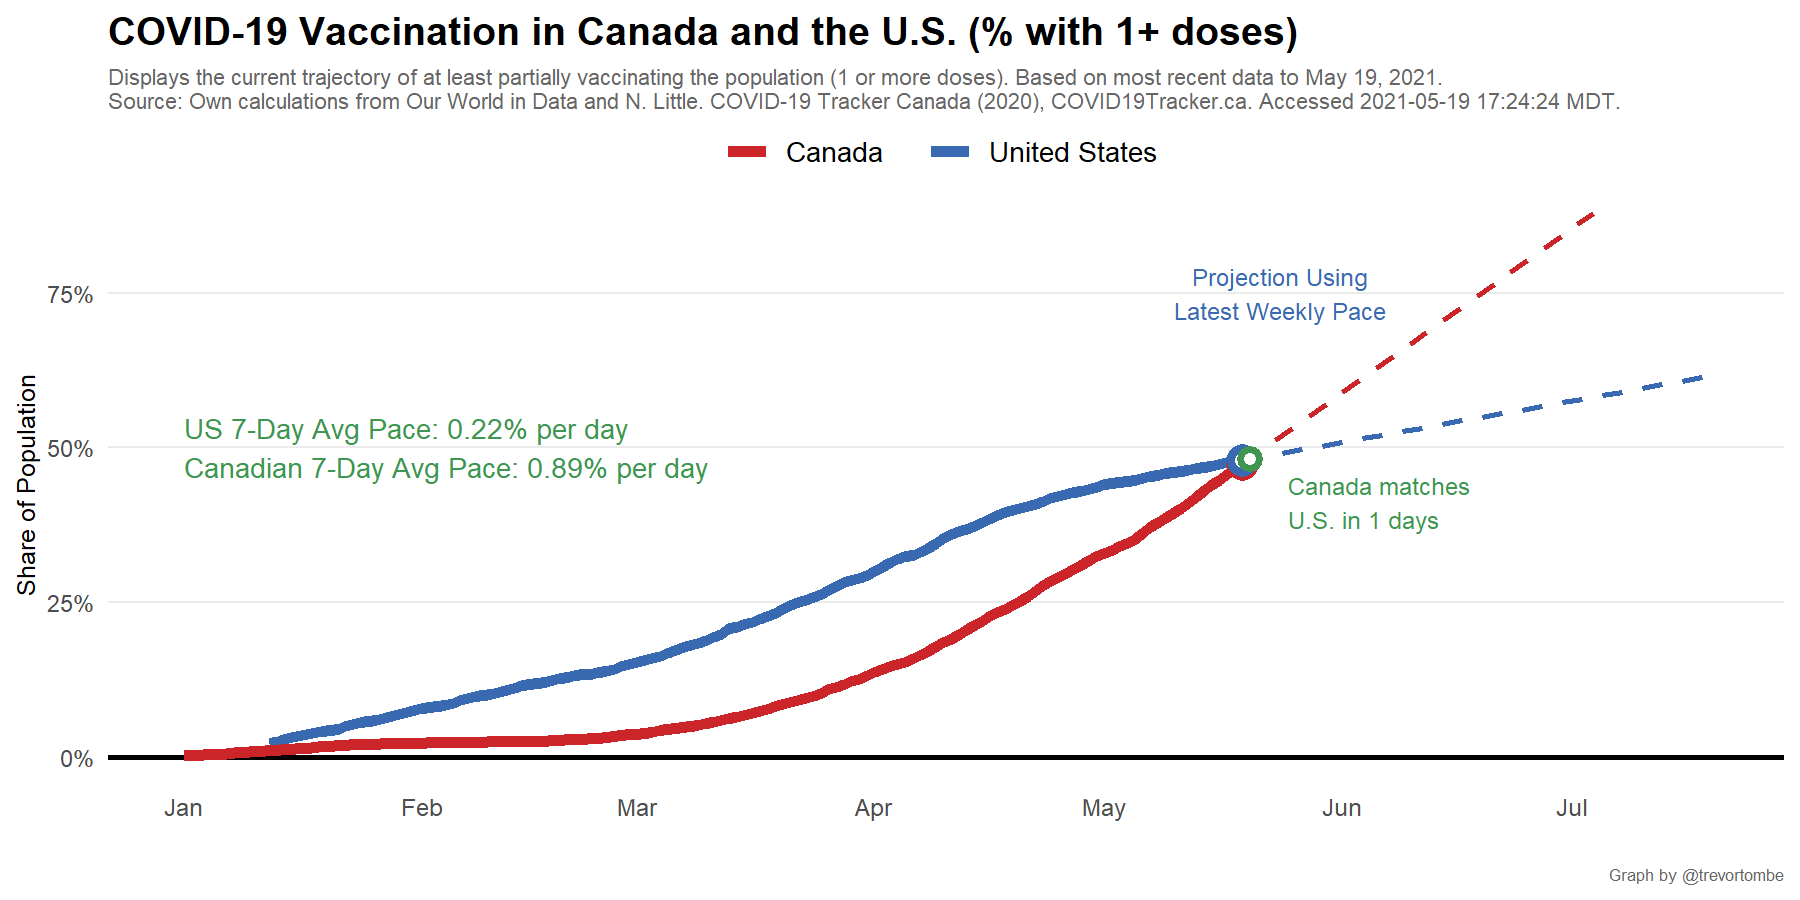 COVID-19 Vaccination in Canada and the U.S. (% with 1+ doses)
Displays the current trajectory of at least partially vaccinating the population (1 or more doses). Based on most recent data to May 19, 2021.
Source: Own calculations from Our World in Data and N. Little. COVID-19 Tracker Canada (2020), COVID19Tracker.ca. Accessed 2021-05-19 17:24:24 MDT.
Canada United States
Projection Using
Latest Weekly Pace
75%
US 7-Day Avg Pace: 0.22% per day
Canadian 7-Day Avg Pace: 0.89% per day
50%
Canada matches
U.S. in 1 days
Share of Population
25%
0%
Jan Feb Mar Apr May Jun Jul
Graph by @trevortombe